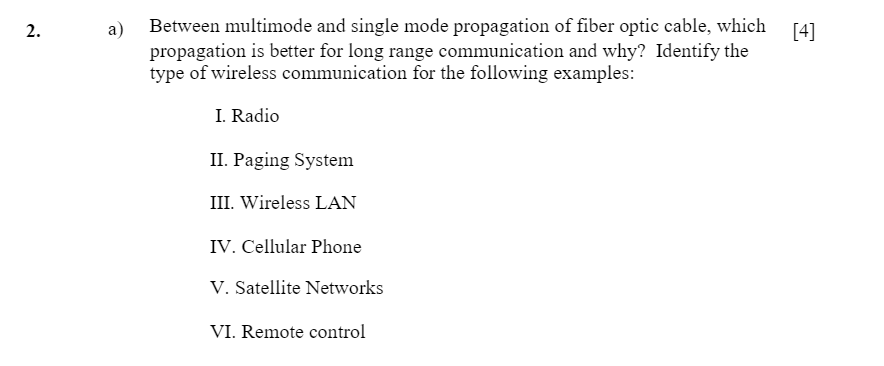 2. a) Between multimode and single mode propagation of fiber optic cable, which [4]
propagation is better for long range communication and why? Identify the
type of wireless communication for the following examples:
I. Radio
II. Paging System
III. Wireless LAN
IV. Cellular Phone
V. Satellite Networks
VI. Remote control